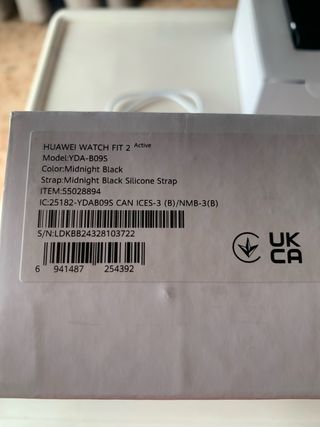 HUAWEI WATCH FIT 2 Active
Model:YDA-B09S
Color:Midnight Black
Strap:Midnight Black Silicone Strap
ITEM:55028894
IC:25182-YDAB09S CAN ICES-3 (B)/NMB-3(B)
S/N:LDKBB24328103722
6 941487 254392
UK
CA